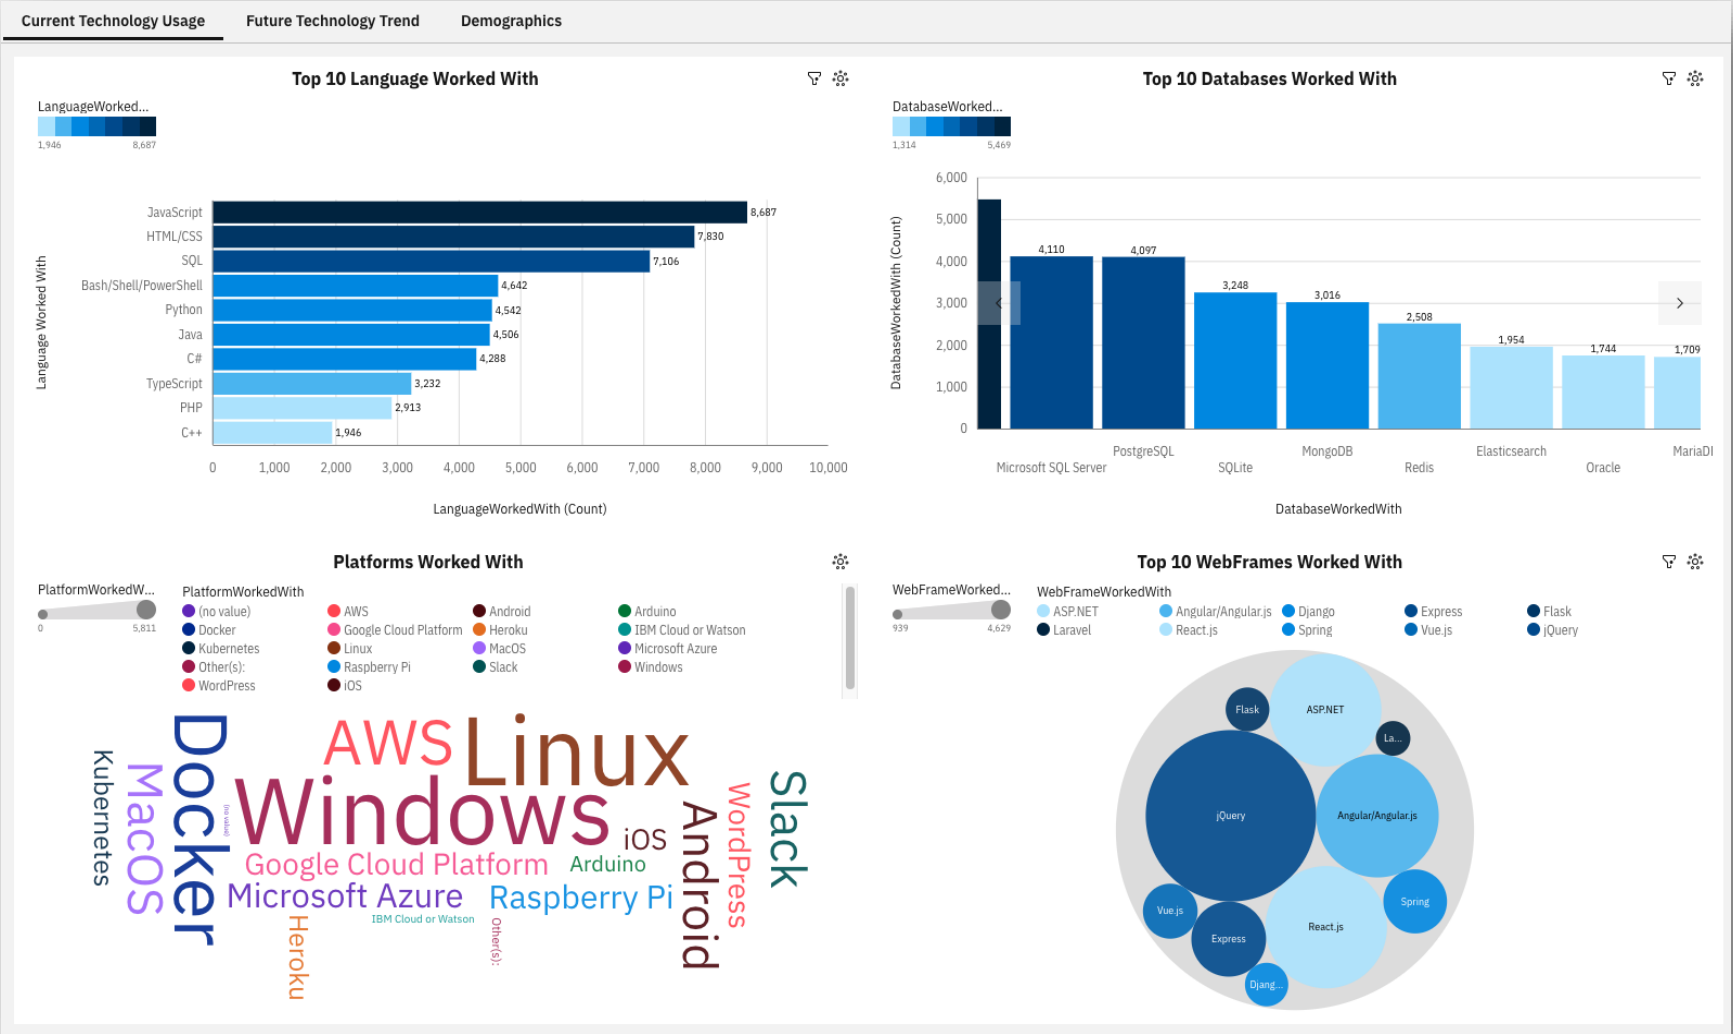 Current Technology Usage Future Technology Trend Demographics
Top 10 Language Worked With
LanguageWorked...
1,946 8,687
Language Worked With
JavaScript 8,687
HTML/CSS 7,830
SQL 7,106
Bash/Shell/PowerShell 4,642
Python 4,542
Java 4,506
C# 4,288
TypeScript 3,232
PHP 2,913
C++ 1,946
0 1,000 2,000 3,000 4,000 5,000 6,000 7,000 8,000 9,000 10,000
LanguageWorkedWith (Count)
Top 10 Databases Worked With
DatabaseWorked...
1,314 5,469
DatabaseWorkedWith (Count)
6,000
5,000
4,000
3,000
2,000
1,000
0
4,110 4,097 3,248 3,016 2,508 1,954 1,744 1,709
PostgreSQL MongoDB Elasticsearch MariaDI
Microsoft SQL Server SQLite Redis Oracle
DatabaseWorkedWith
Platforms Worked With
PlatformWorkedW...
0 5,811
PlatformWorkedWith
(no value) AWS Android Arduino
Docker Google Cloud Platform Heroku IBM Cloud or Watson
Kubernetes Linux MacOS Microsoft Azure
Other(s): Raspberry Pi Slack Windows
WordPress iOS
Kubernetes
MacOS
Docker
(no value)
AWS
Linux
Windows
iOS
Google Cloud Platform
Arduino
Microsoft Azure
Raspberry Pi
IBM Cloud or Watson
Heroku
Other(s):
Android
WordPress
Slack
Top 10 WebFrames Worked With
WebFrameWorked...
939 4,629
WebFrameWorkedWith
ASP.NET Angular/Angular.js Django Express Flask
Laravel React.js Spring Vue.js jQuery
Flask
ASP.NET
La...
jQuery
Angular/Angular.js
Vue.js
Spring
Express
React.js
Djang...